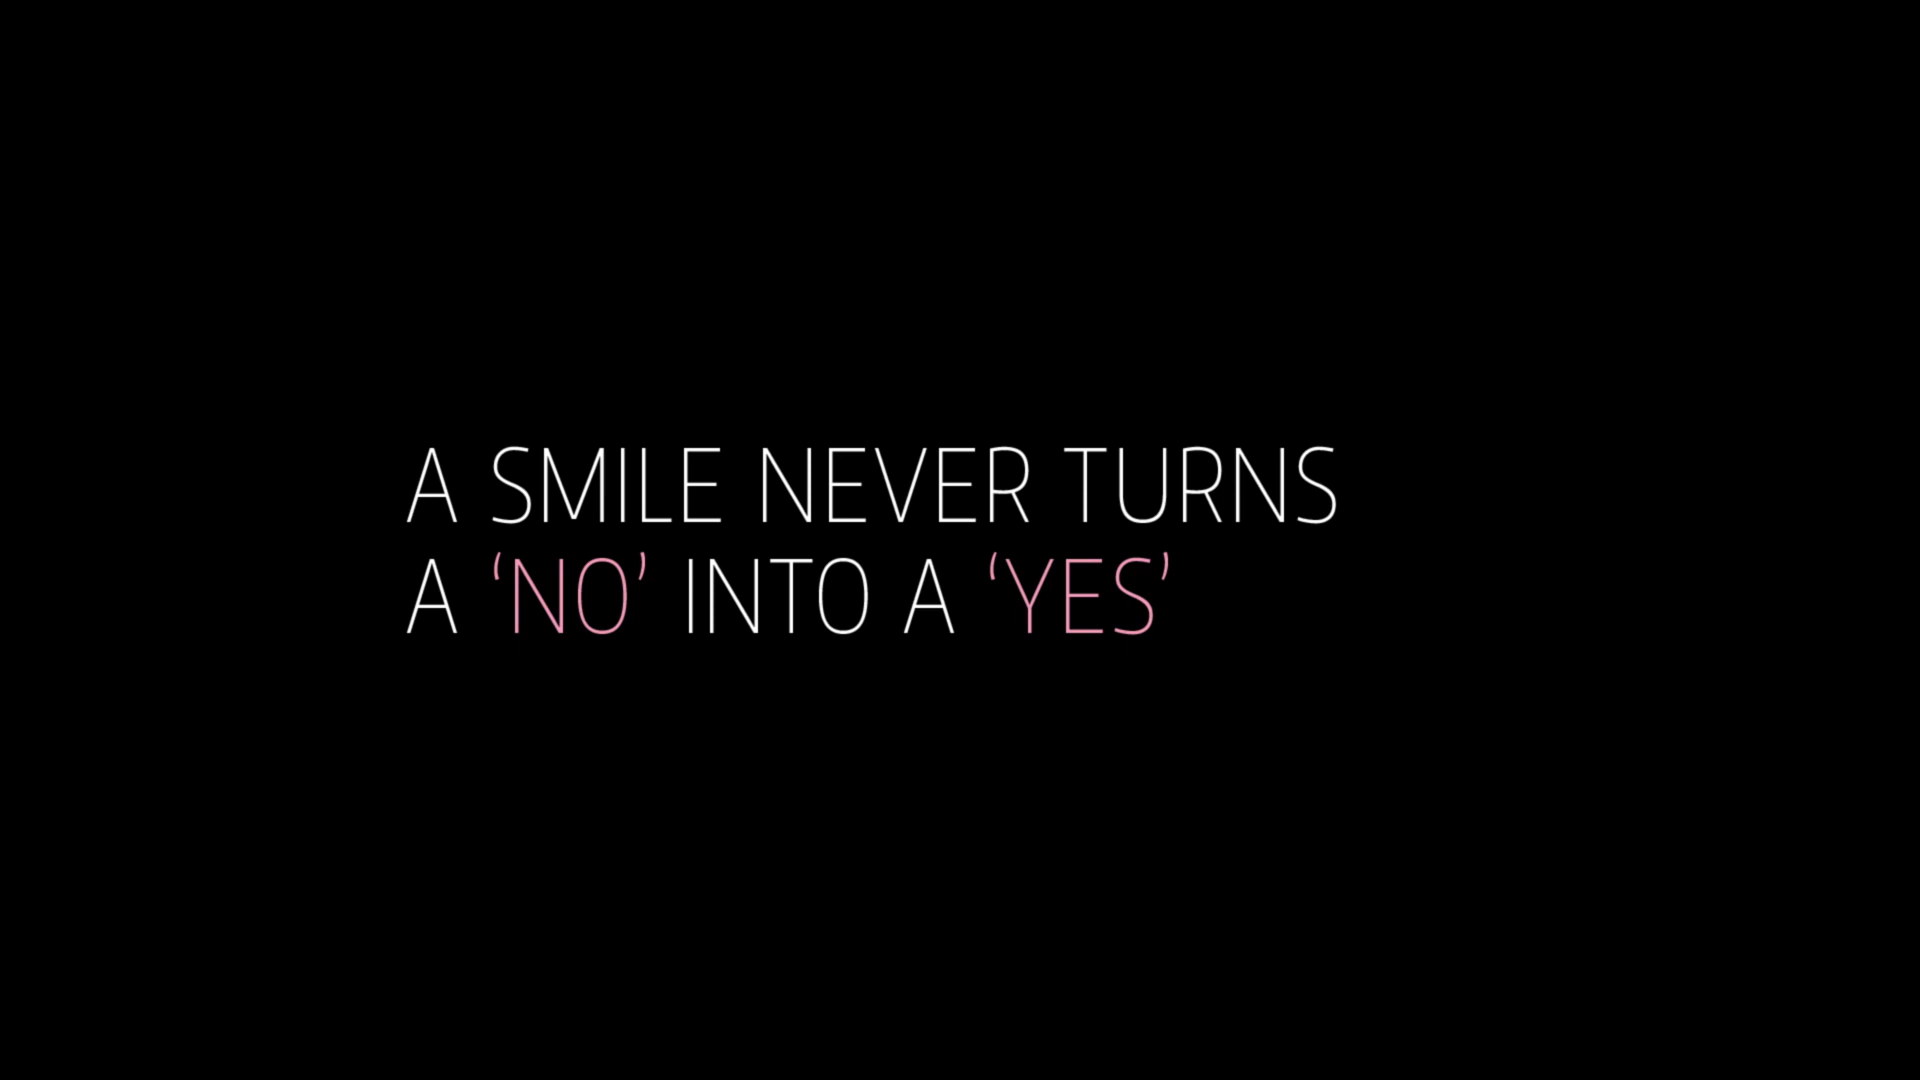 A SMILE NEVER TURNS
A ‘NO’ INTO A ‘YES’